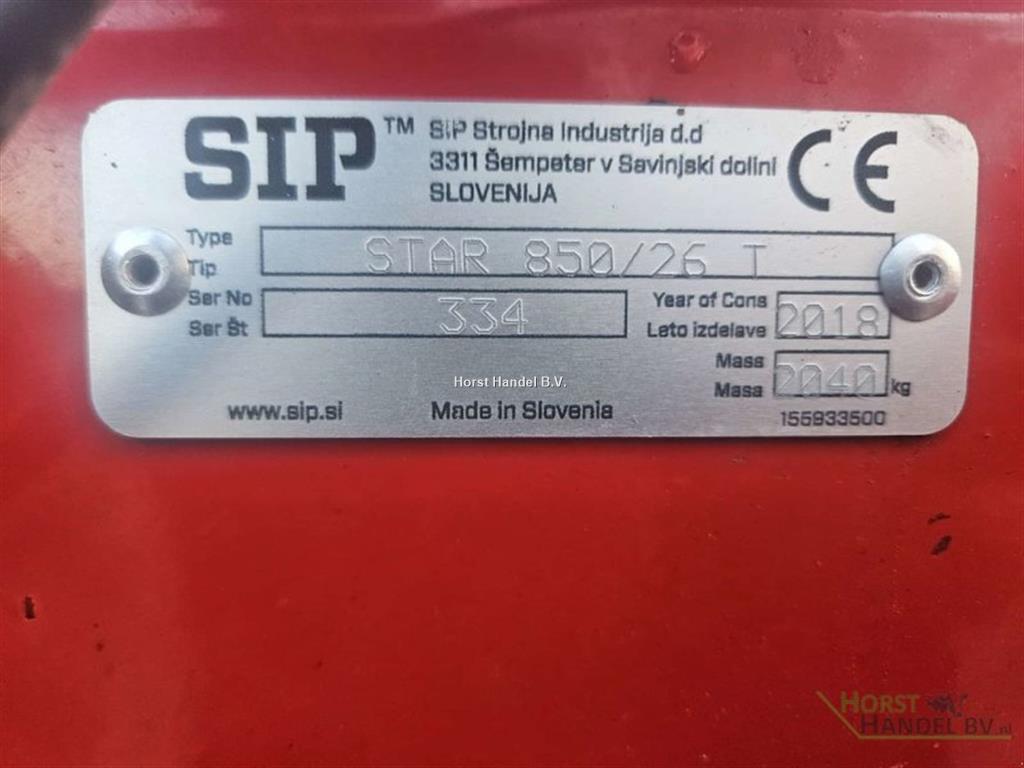 SIP™ SIP Strojna Industrija d.d
3311 Šempeter v Savinjski dolini
SLOVENIJA
CE
Type
Tip
STAR 850/26 T
Ser No
Ser Št
334
Year of Cons
Leto izdelave
2018
Mass
Masa
2040 kg
Horst Handel B.V.
www.sip.si
Made in Slovenia
155933500
HORST
HANDEL BV.nl